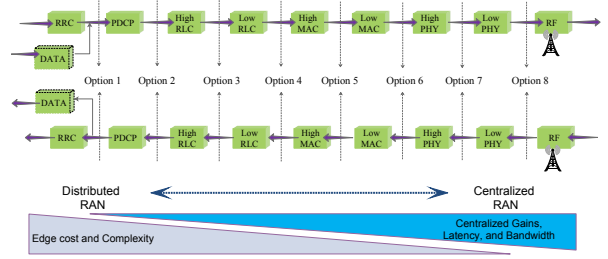 RRC PDCP High RLC Low RLC High MAC Low MAC High PHY Low PHY RF
DATA
Option 1 Option 2 Option 3 Option 4 Option 5 Option 6 Option 7 Option 8
DATA
RRC PDCP High RLC Low RLC High MAC Low MAC High PHY Low PHY RF
Distributed RAN
Centralized RAN
Centralized Gains,
Latency, and Bandwidth
Edge cost and Complexity